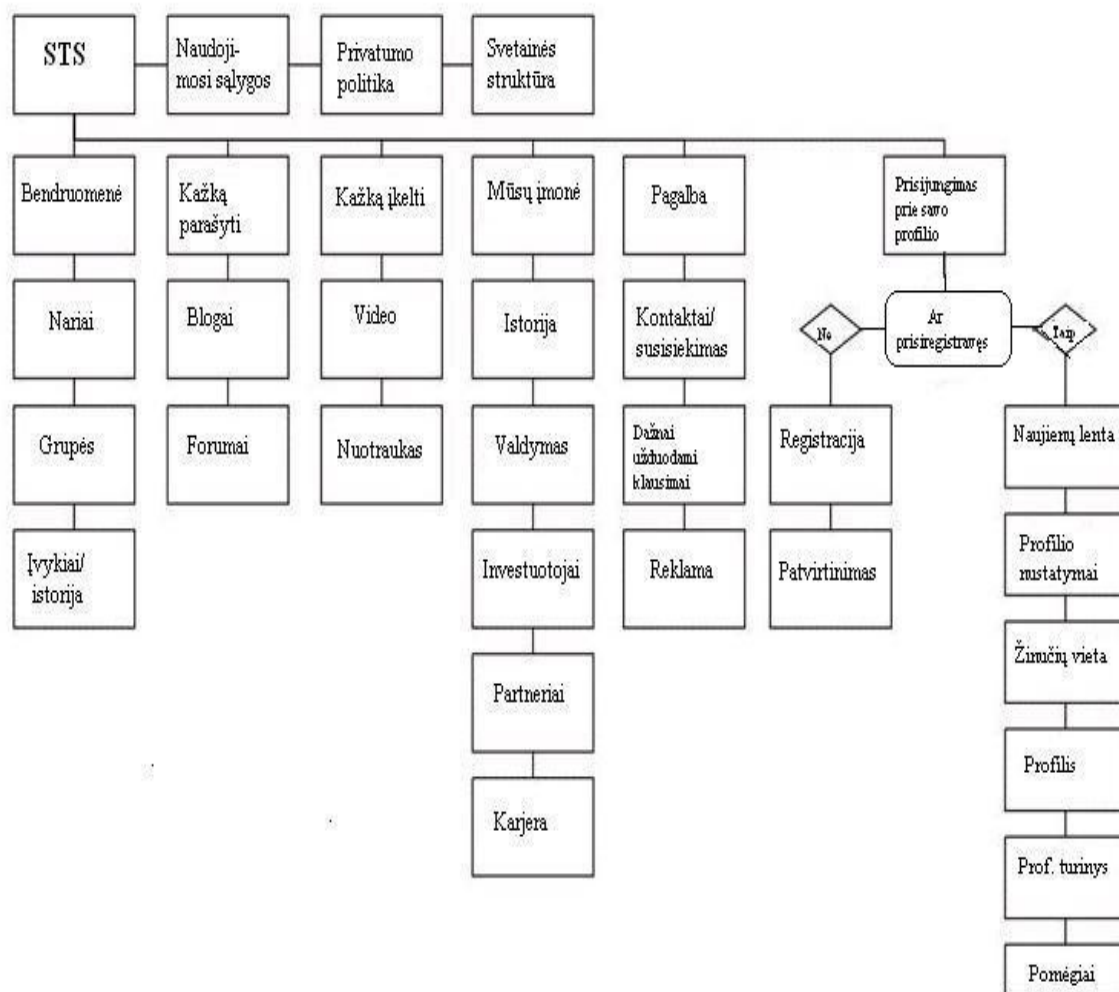 STS
Naudoji-
mosi sąlygos
Privatumo
politika
Svetainės
struktūra
Bendruomenė
Kažką
parašyti
Kažką įkelti
Mūsų įmonė
Pagalba
Prisijungimas
prie savo
profilio
Nariai
Blogai
Video
Istorija
Kontaktai/
susisiekimas
Ne
Ar
prisiregistravęs
Taip
Grupės
Forumai
Nuotraukas
Valdymas
Dažnai
užduodami
klausimai
Registracija
Naujienų lenta
Įvykiai/
istorija
Investuotojai
Reklama
Patvirtinimas
Profilio
nustatymai
Žinučių vieta
Partneriai
Profilis
Karjera
Prof. turinys
Pomėgiai